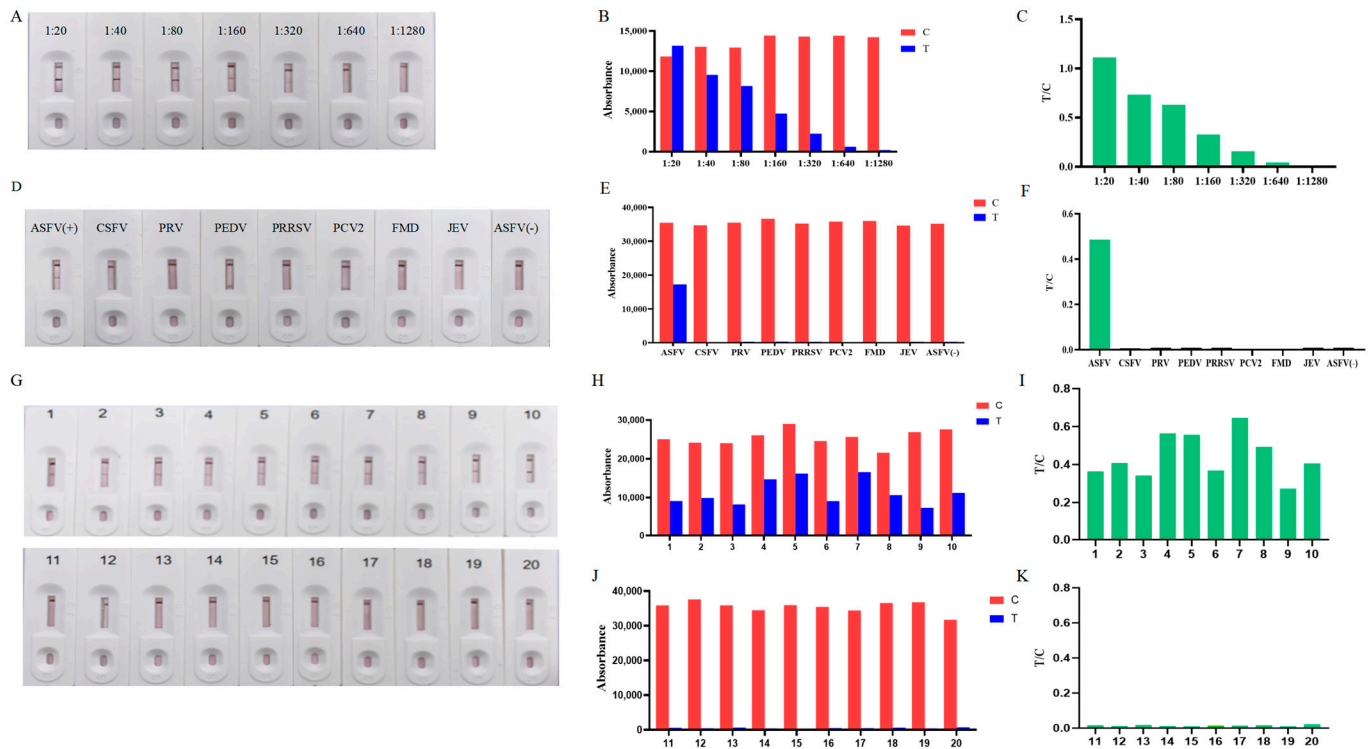 A
1:20 1:40 1:80 1:160 1:320 1:640 1:1280
B
15,000
10,000
5,000
0
Absorbance
1:20 1:40 1:80 1:160 1:320 1:640 1:1280
C
T
C
1.5
1.0
0.5
0.0
T/C
1:20 1:40 1:80 1:160 1:320 1:640 1:1280
D
ASFV(+) CSFV PRV PEDV PRRSV PCV2 FMD JEV ASFV(-)
E
40,000
30,000
20,000
10,000
0
Absorbance
ASFV CSFV PRV PEDV PRRSV PCV2 FMD JEV ASFV(-)
C
T
F
0.6
0.4
0.2
0.0
T/C
ASFV CSFV PRV PEDV PRRSV PCV2 FMD JEV ASFV(-)
G
1 2 3 4 5 6 7 8 9 10
11 12 13 14 15 16 17 18 19 20
H
30,000
20,000
10,000
0
Absorbance
1 2 3 4 5 6 7 8 9 10
C
T
I
0.8
0.6
0.4
0.2
0.0
T/C
1 2 3 4 5 6 7 8 9 10
J
40,000
30,000
20,000
10,000
0
Absorbance
11 12 13 14 15 16 17 18 19 20
C
T
K
0.8
0.6
0.4
0.2
0.0
T/C
11 12 13 14 15 16 17 18 19 20